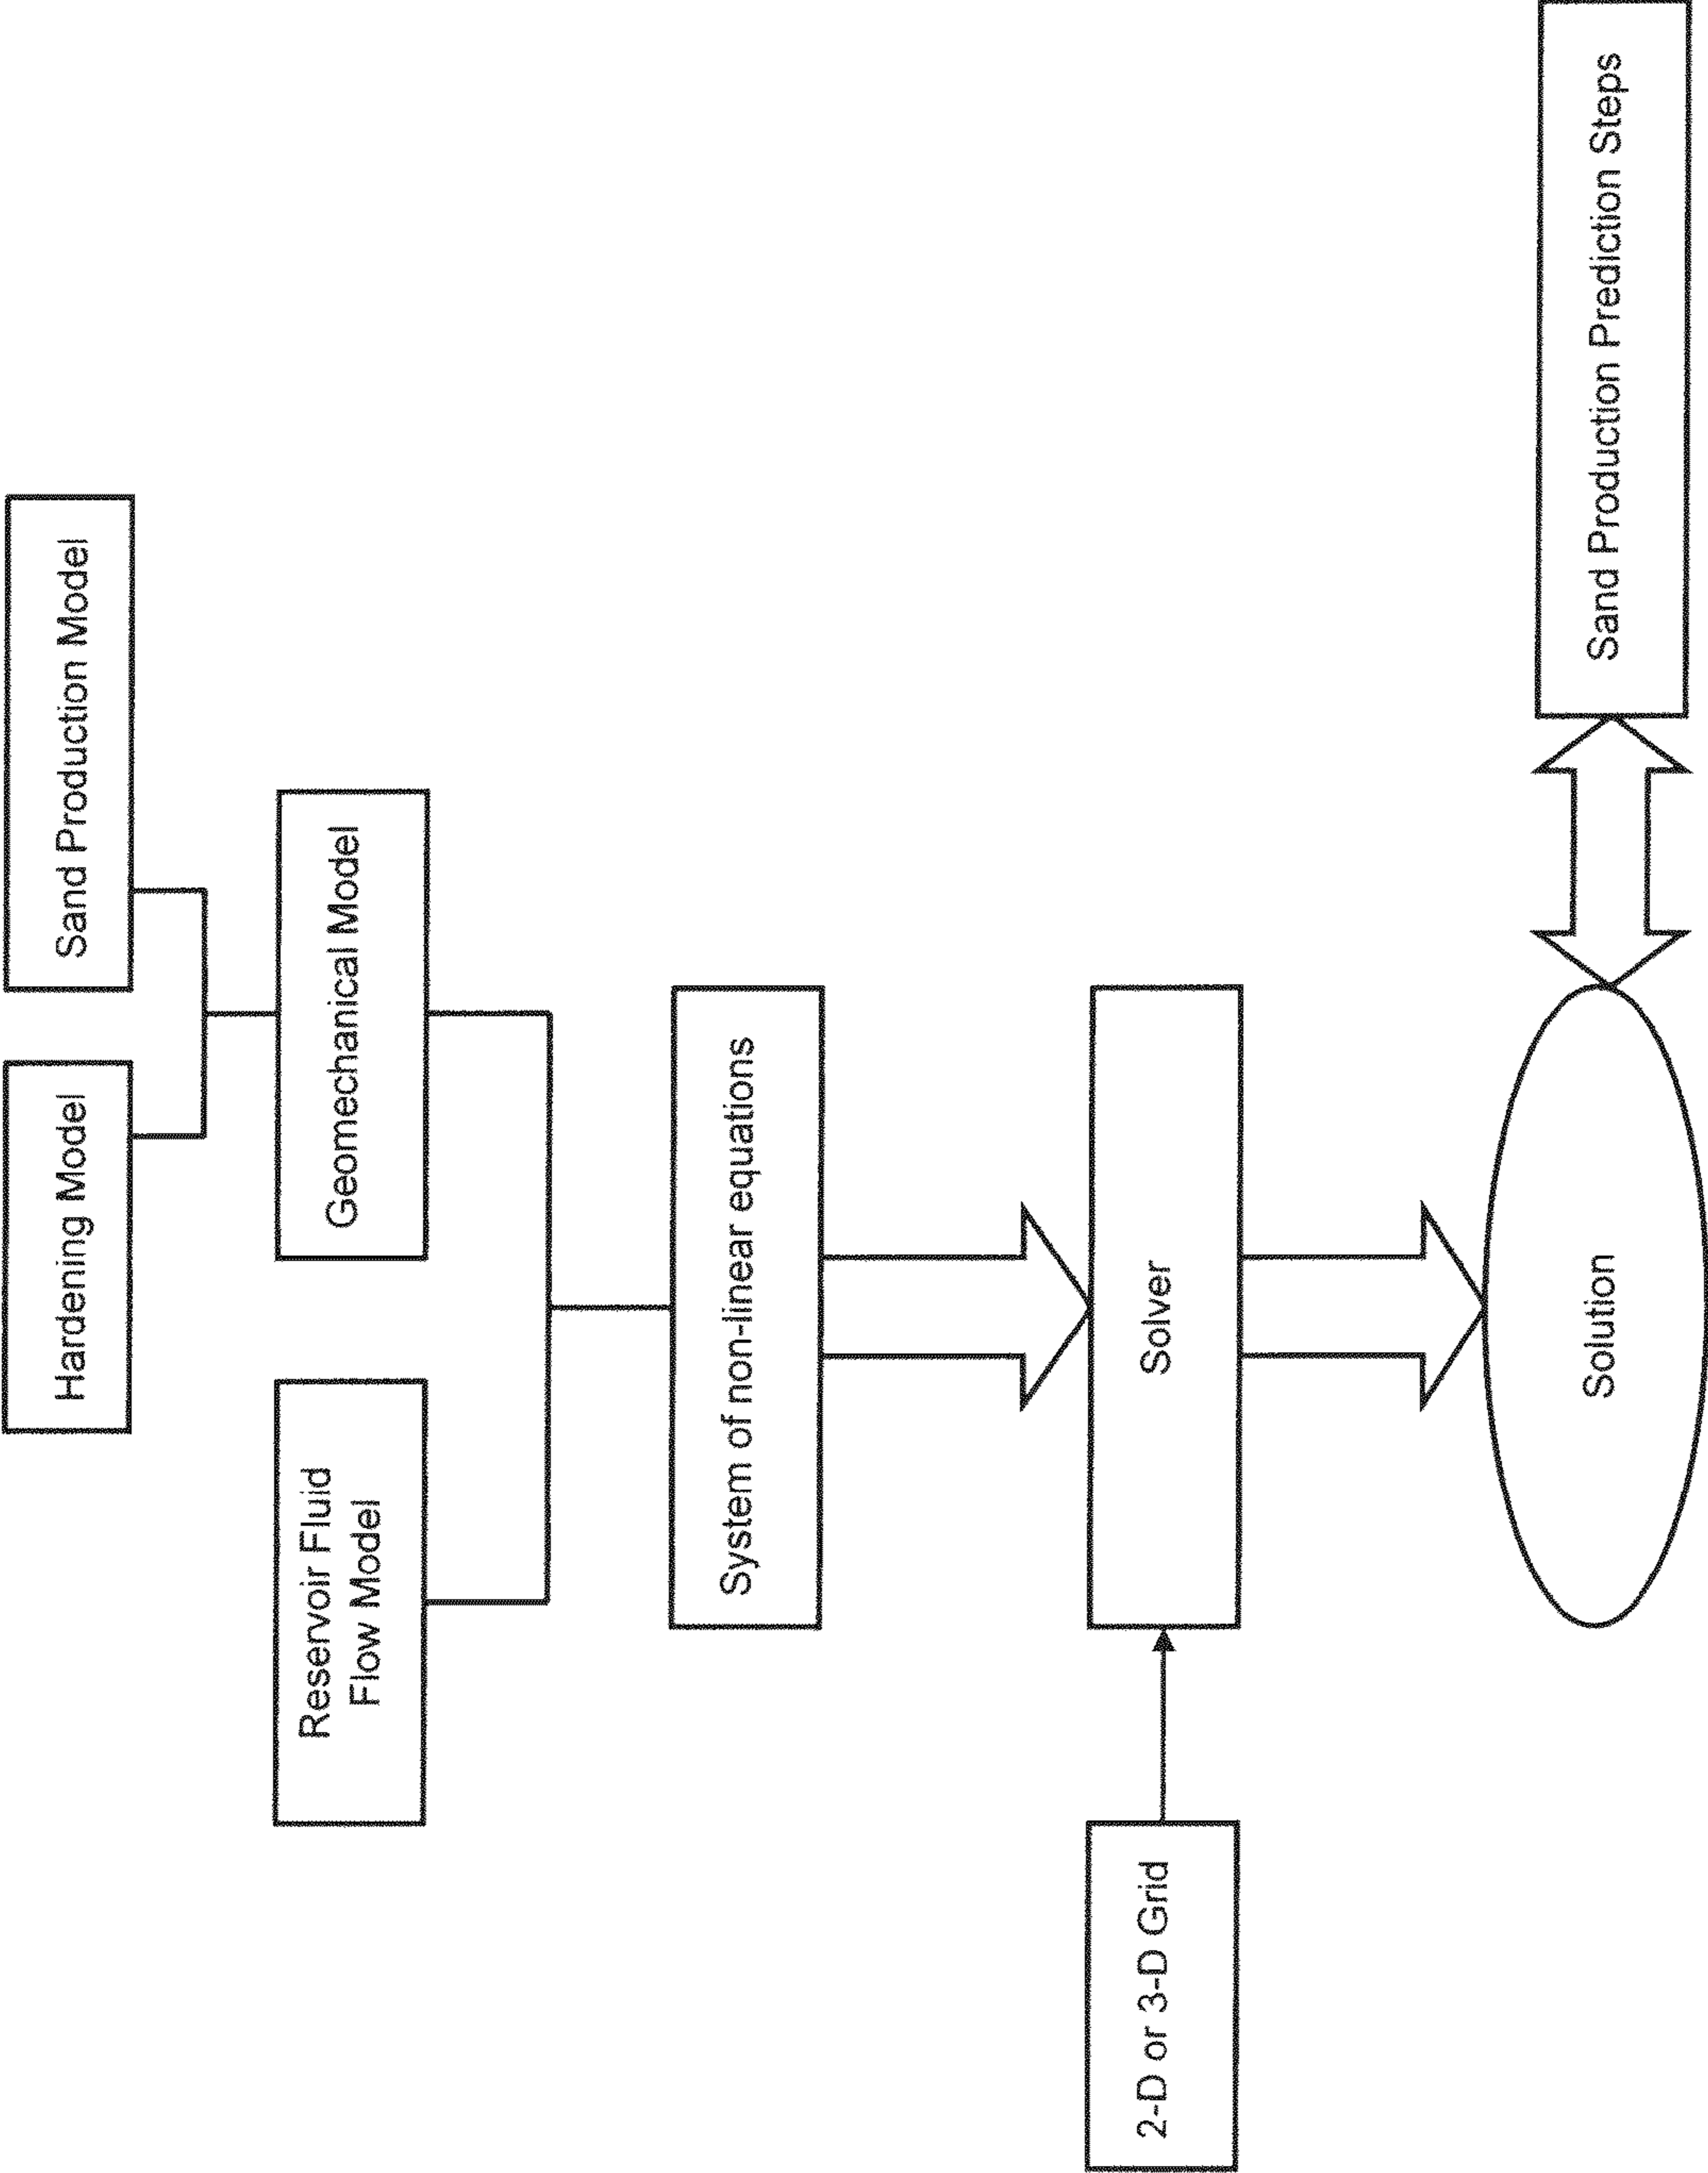 Hardening Model
Sand Production Model
Reservoir Fluid
Flow Model
Geomechanical Model
System of non-linear equations
2-D or 3-D Grid
Solver
Solution
Sand Production Prediction Steps